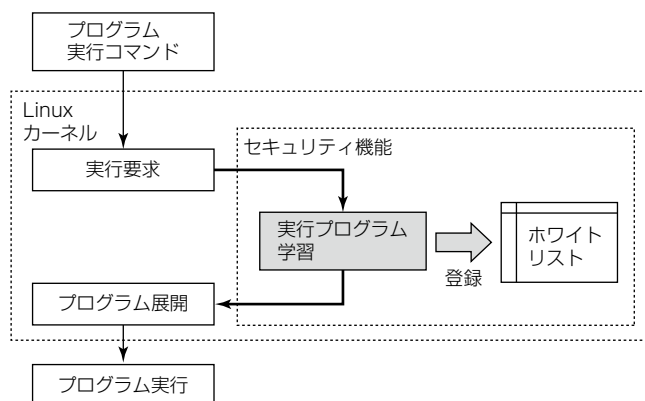 プログラム
実行コマンド
Linux
カーネル
実行要求
セキュリティ機能
実行プログラム
学習
登録
ホワイト
リスト
プログラム展開
プログラム実行